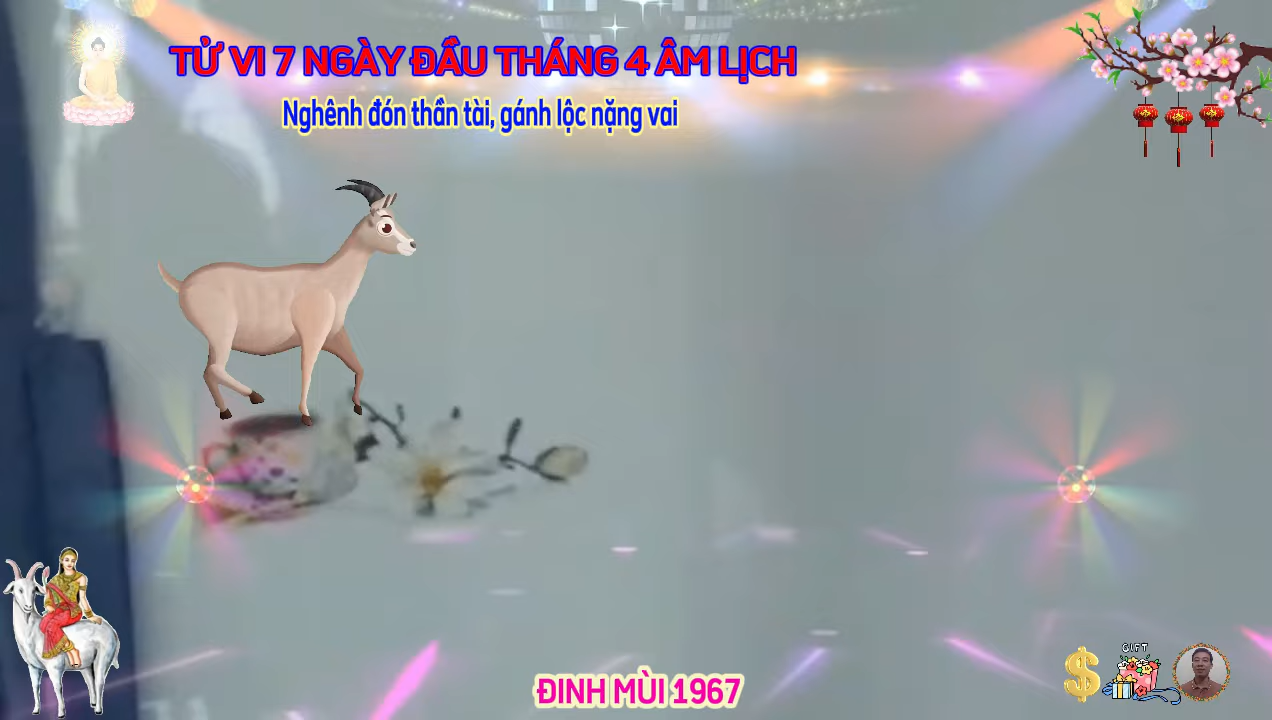 TỬ VI 7 NGÀY ĐẦU THÁNG 4 ÂM LỊCH
Nghênh đón thần tài, gánh lộc nặng vai
GIFT
ĐINH MÙI 1967